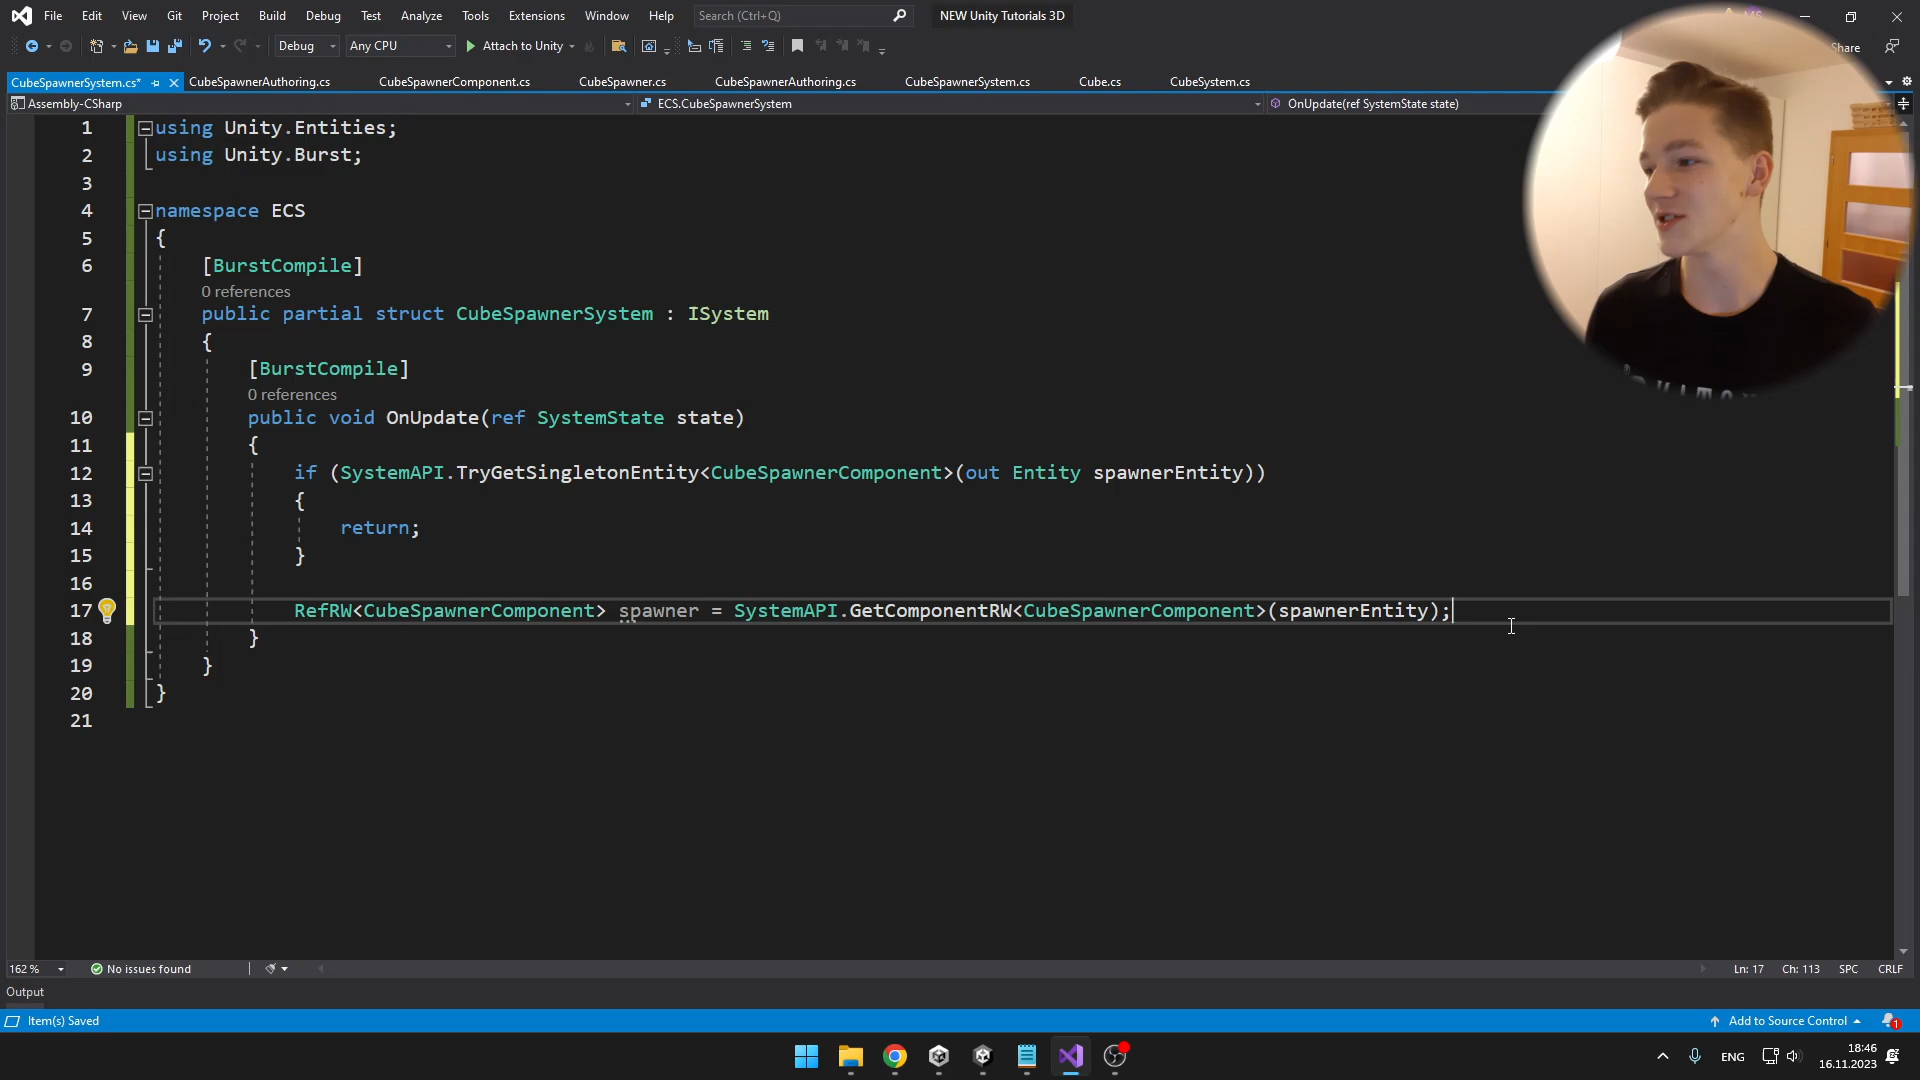 File Edit View Git Project Build Debug Test Analyze Tools Extensions Window Help Search (Ctrl+Q) NEW Unity Tutorials 3D
Debug Any CPU Attach to Unity Share
CubeSpawnerSystem.cs* CubeSpawnerAuthoring.cs CubeSpawnerComponent.cs CubeSpawner.cs CubeSpawnerAuthoring.cs CubeSpawnerSystem.cs Cube.cs CubeSystem.cs
Assembly-CSharp ECS.CubeSpawnerSystem OnUpdate(ref SystemState state)
1 using Unity.Entities;
2 using Unity.Burst;
3
4 namespace ECS
5 {
6 [BurstCompile]
0 references
7 public partial struct CubeSpawnerSystem : ISystem
8 {
9 [BurstCompile]
0 references
10 public void OnUpdate(ref SystemState state)
11 {
12 if (SystemAPI.TryGetSingletonEntity<CubeSpawnerComponent>(out Entity spawnerEntity))
13 {
14 return;
15 }
16
17 RefRW<CubeSpawnerComponent> spawner = SystemAPI.GetComponentRW<CubeSpawnerComponent>(spawnerEntity);
18 }
19 }
20 }
21
162 % No issues found Ln: 17 Ch: 113 SPC CRLF
Output
Item(s) Saved Add to Source Control 1
ENG 18:46
16.11.2023